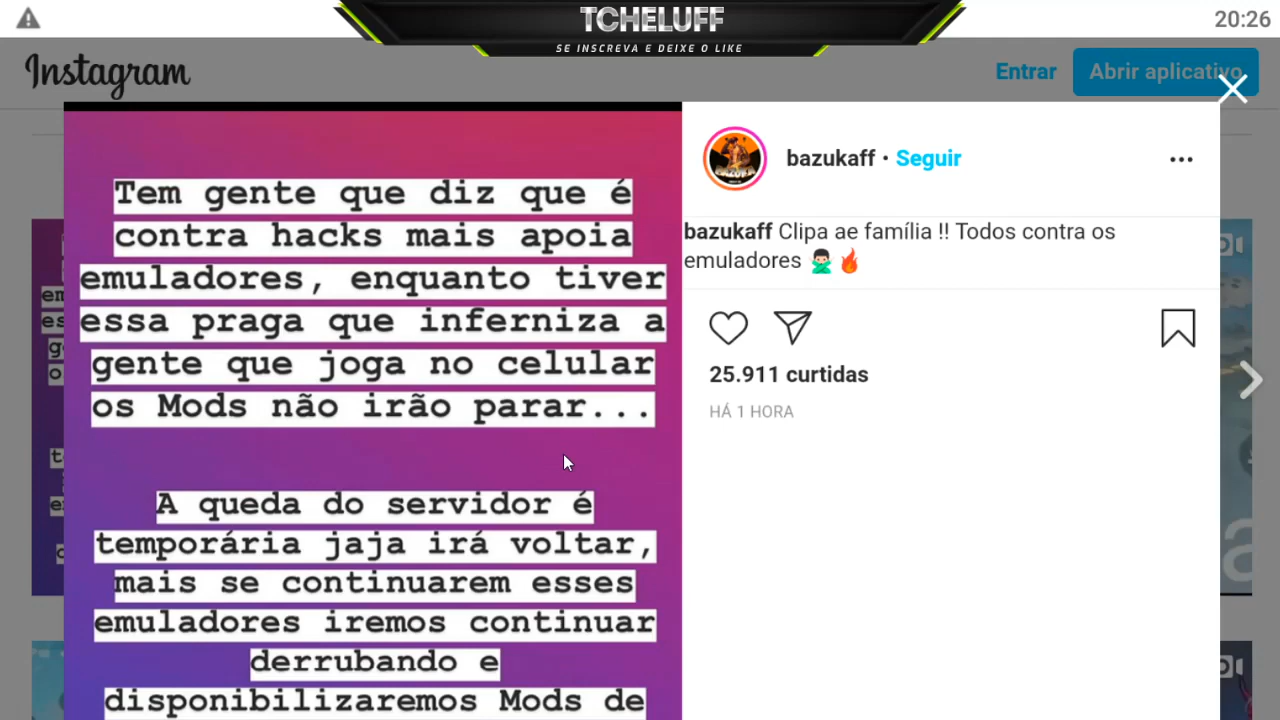 TCHELUFF
SE INSCREVA E DEIXE O LIKE
20:26
Instagram
Entrar
Abrir aplicativo
Tem gente que diz que é
contra hacks mais apoia
emuladores, enquanto tiver
essa praga que inferniza a
gente que joga no celular
os Mods não irão parar...
A queda do servidor é
temporária jaja irá voltar,
mais se continuarem esses
emuladores iremos continuar
derrubando e
disponibilizaremos Mods de
bazukaff • Seguir
bazukaff Clipa ae família !! Todos contra os
emuladores 🙅🏻‍♂️🔥
25.911 curtidas
HÁ 1 HORA